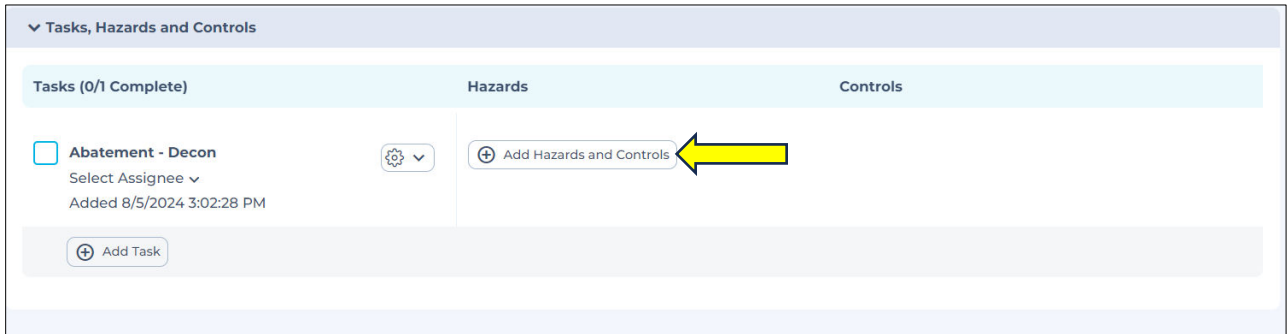 Tasks, Hazards and Controls
Tasks (0/1 Complete) Hazards Controls
Abatement - Decon
Add Hazards and Controls
Select Assignee
Added 8/5/2024 3:02:28 PM
Add Task